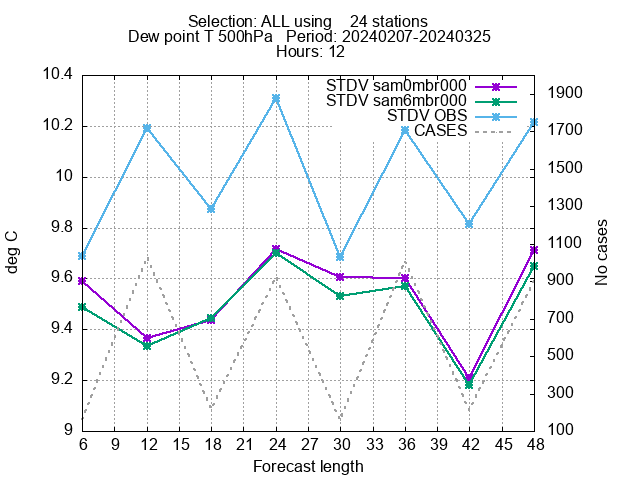 Selection: ALL using 24 stations
Dew point T 500hPa Period: 20240207-20240325
Hours: 12
STDV sam0mbr000
STDV sam6mbr000
STDV OBS
CASES
10.4
10.2
10
9.8
9.6
9.4
9.2
9
deg C
1900
1700
1500
1300
1100
900
700
500
300
100
No cases
6 9 12 15 18 21 24 27 30 33 36 39 42 45 48
Forecast length